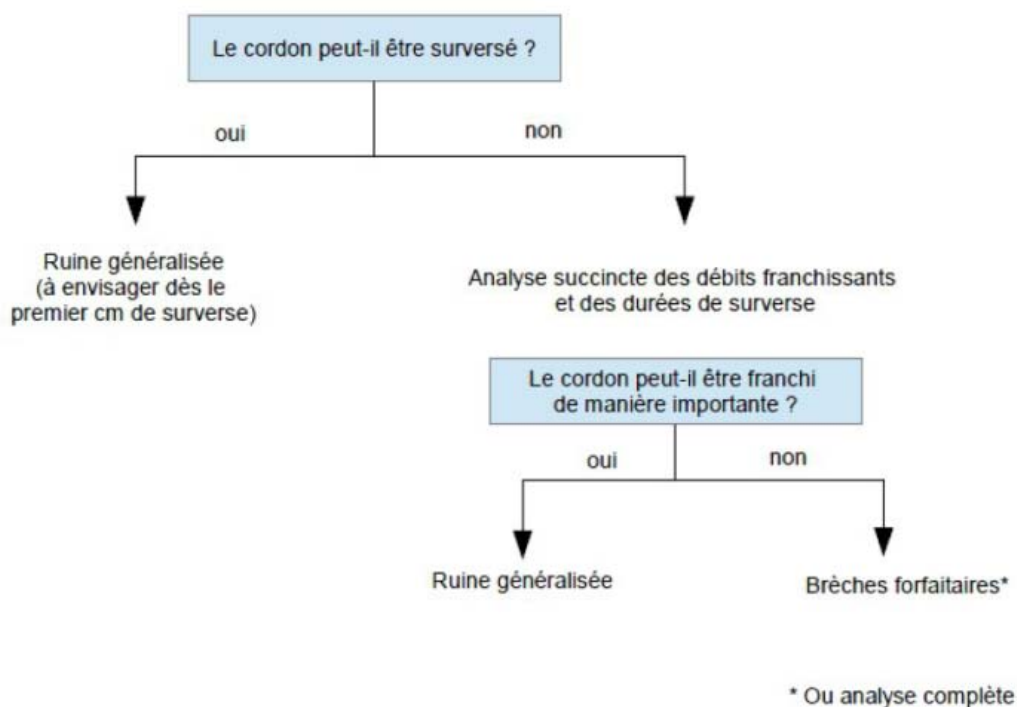 Le cordon peut-il être surversé ?
oui
non
Ruine généralisée
(à envisager dès le
premier cm de surverse)
Analyse succincte des débits franchissants
et des durées de surverse
Le cordon peut-il être franchi
de manière importante ?
oui
non
Ruine généralisée
Brèches forfaitaires*
* Ou analyse complète